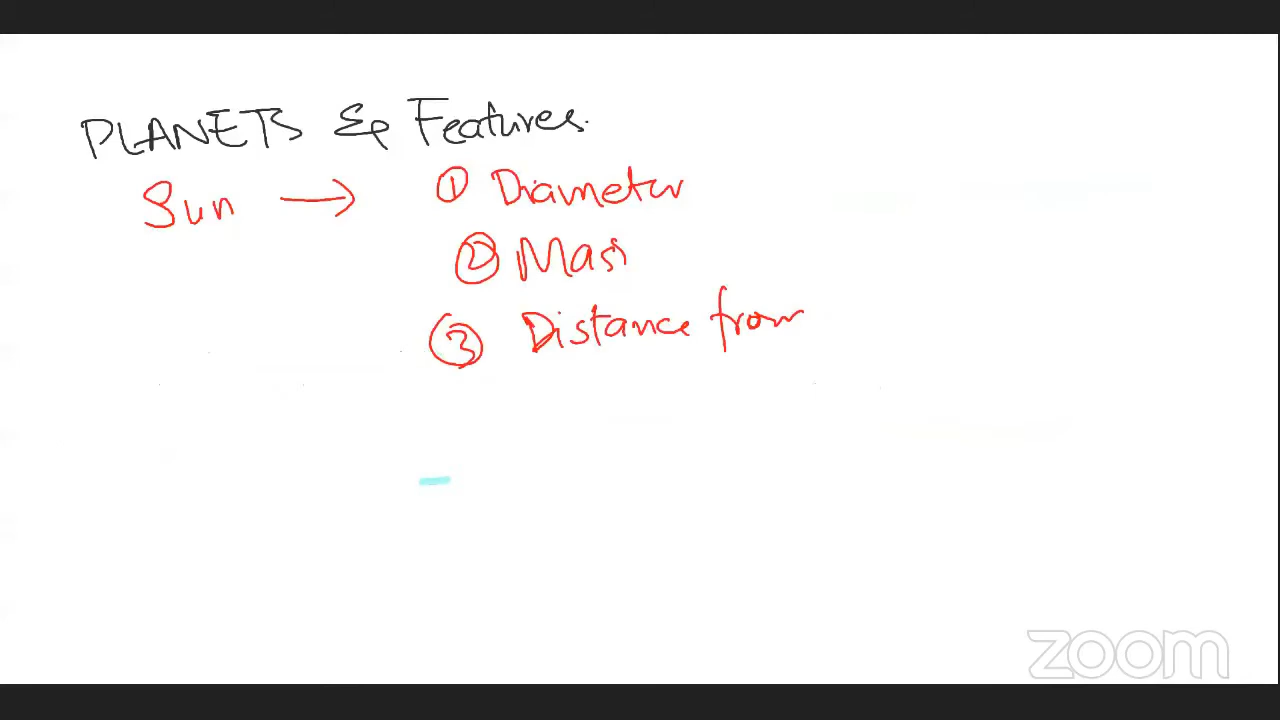 PLANETS & Features.
Sun → ① Diameter
② Mass
③ Distance from
zoom